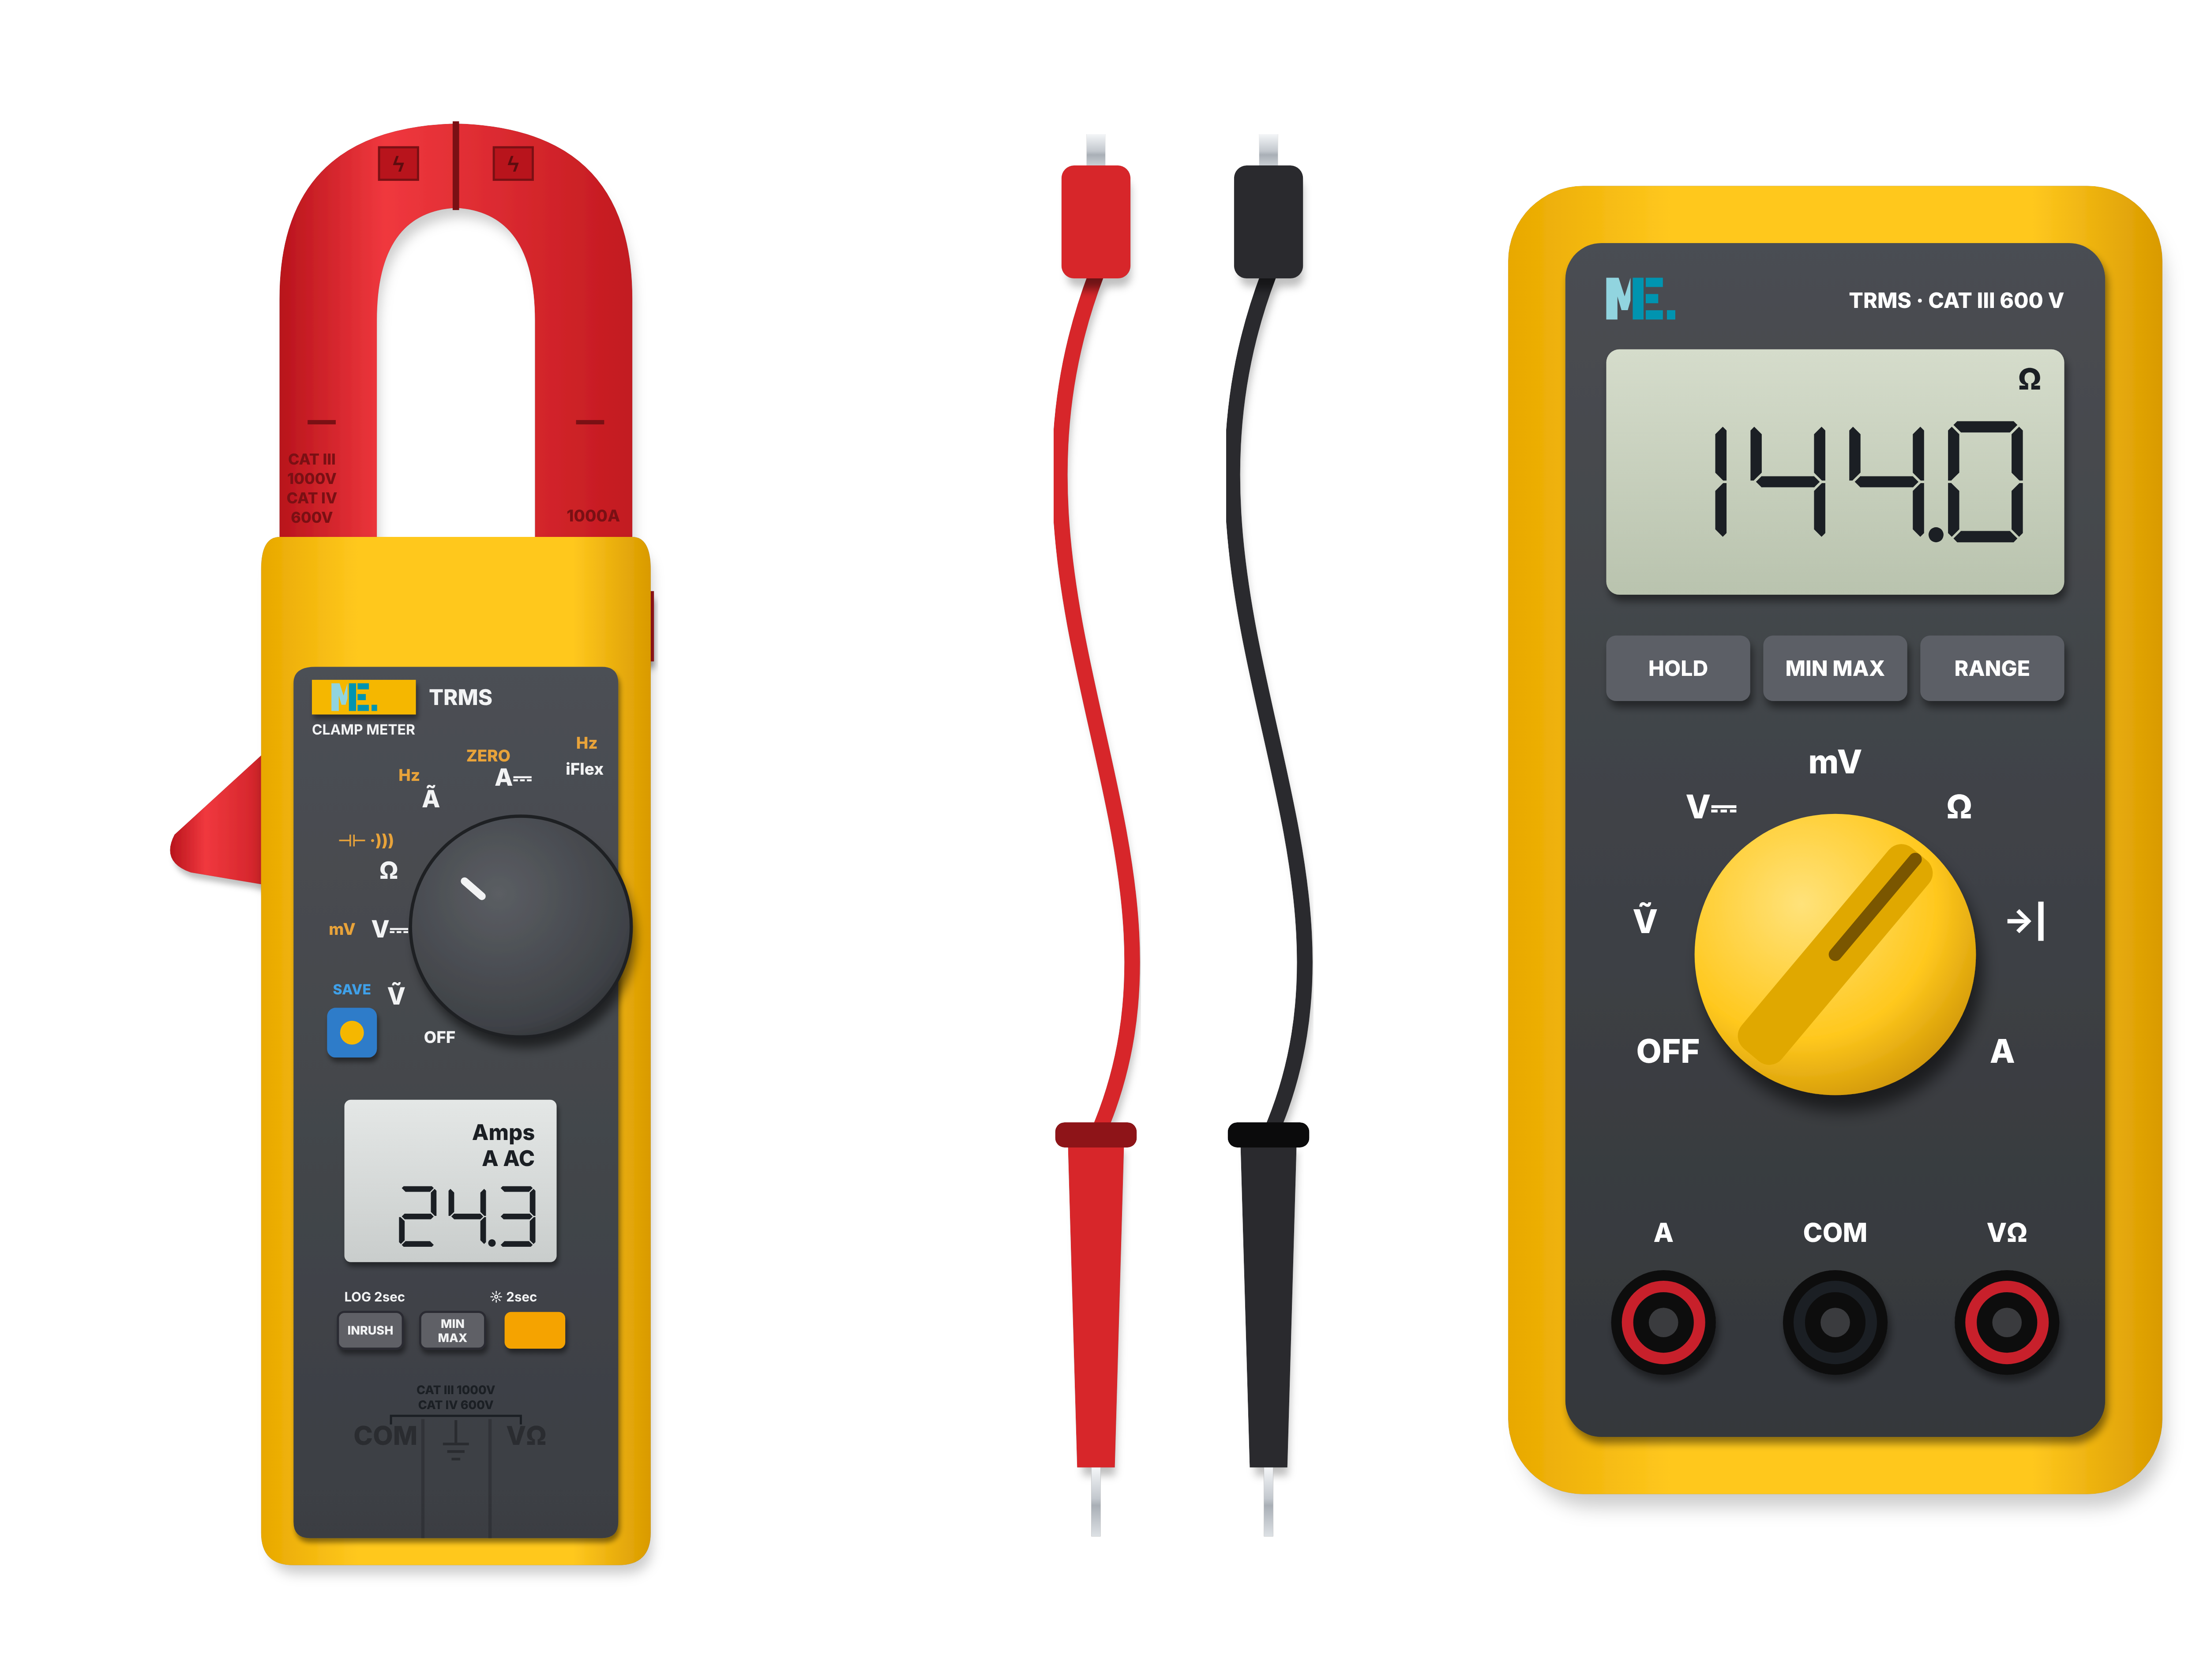 CAT III
1000V
CAT IV
600V
1000A
ME. TRMS
CLAMP METER
Hz
ZERO
Hz
Ã
A⎓
iFlex
·)))
Ω
mV V⎓
SAVE Ṽ
OFF
Amps
A AC
24.3
LOG 2sec
2sec
INRUSH
MIN
MAX
CAT III 1000V
CAT IV 600V
COM
VΩ
ME.
TRMS · CAT III 600 V
Ω
144.0
HOLD
MIN MAX
RANGE
mV
V⎓
Ω
Ṽ
OFF
A
A
COM
VΩ